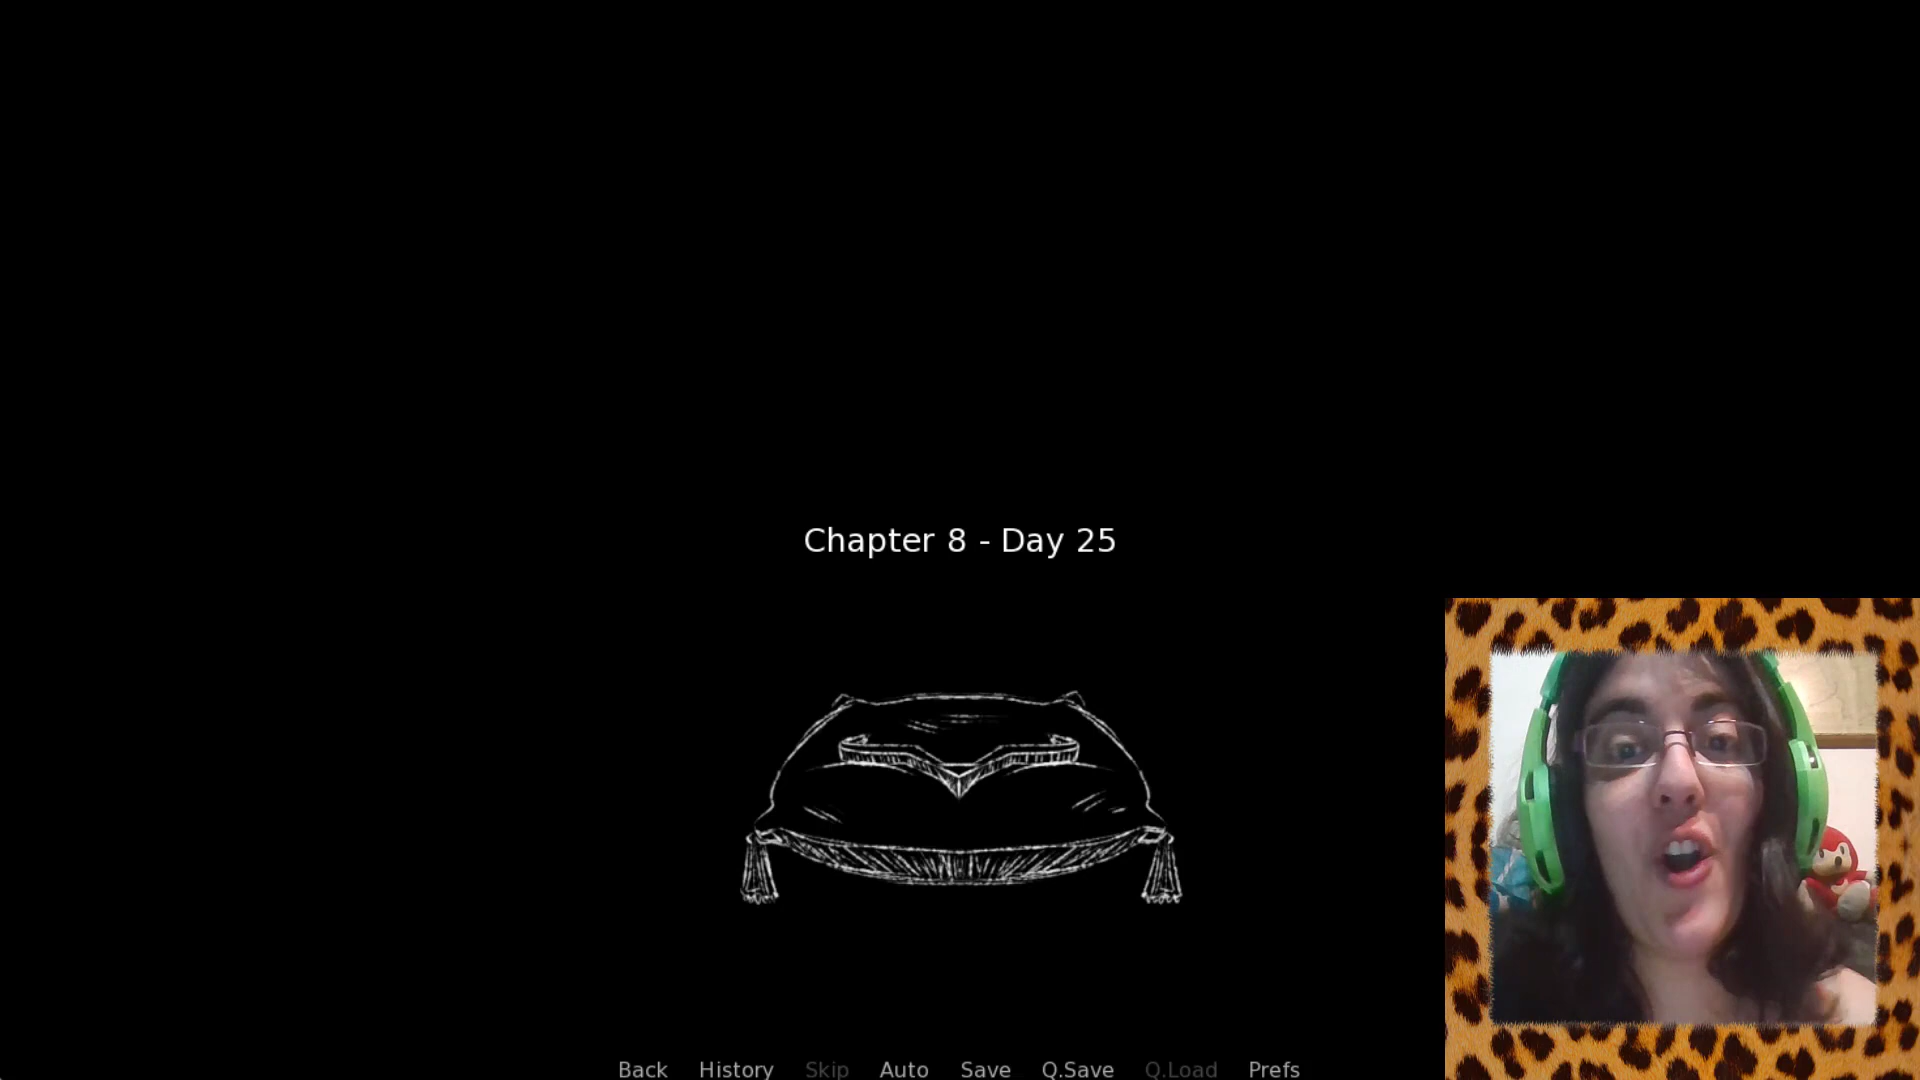 Chapter 8 - Day 25
Back History Skip Auto Save Q.Save Q.Load Prefs